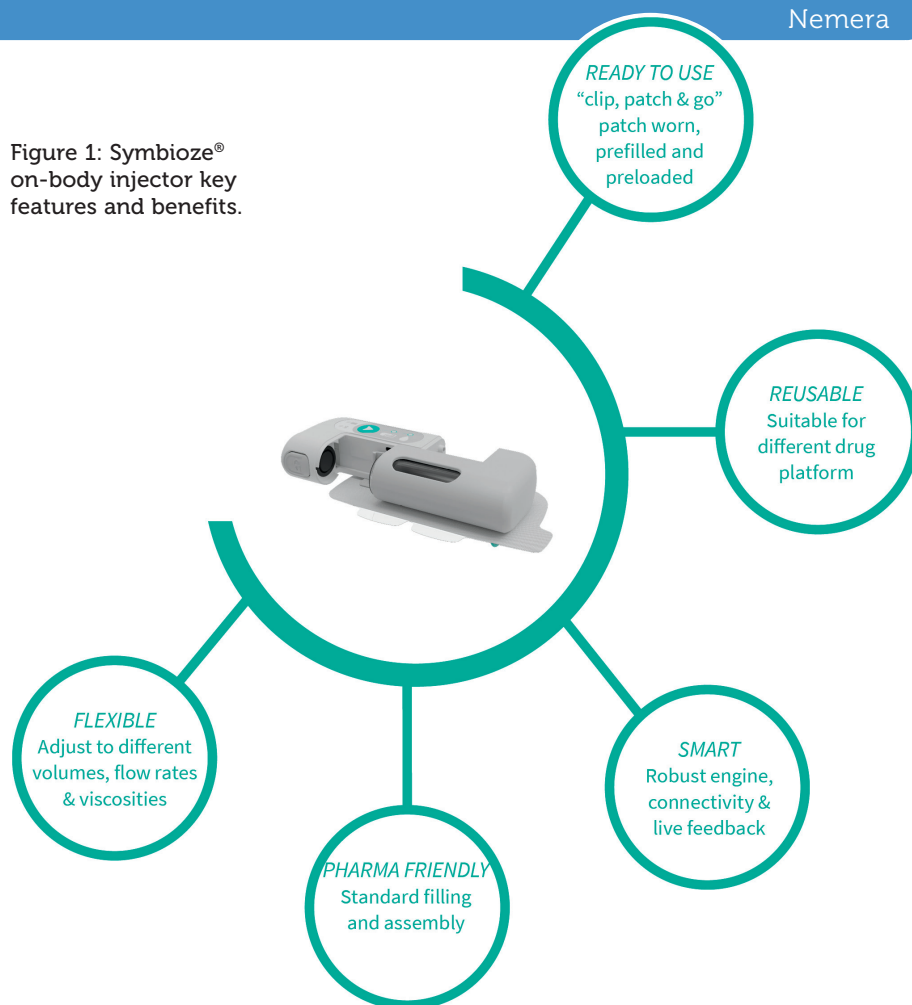 Nemera
Figure 1: Symbioze®
on-body injector key
features and benefits.
READY TO USE
“clip, patch & go”
patch worn,
prefilled and
preloaded
REUSABLE
Suitable for
different drug
platform
SMART
Robust engine,
connectivity &
live feedback
PHARMA FRIENDLY
Standard filling
and assembly
FLEXIBLE
Adjust to different
volumes, flow rates
& viscosities